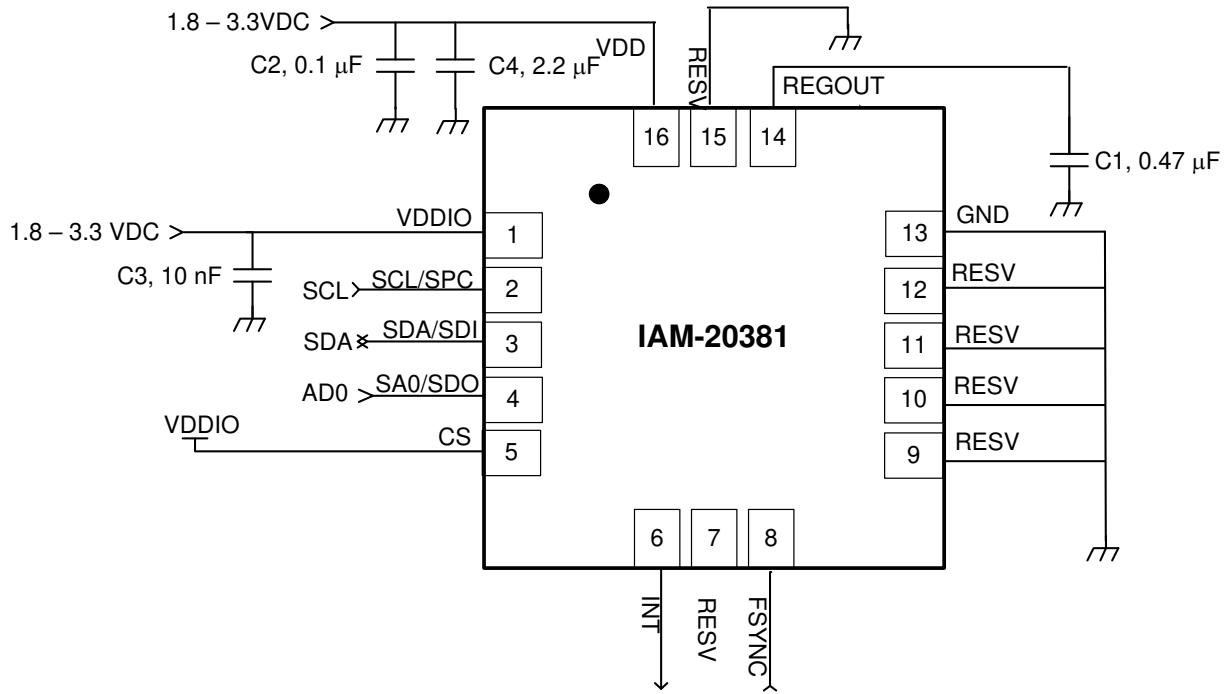 1.8 – 3.3VDC
VDD
RESV
C2, 0.1 μF
C4, 2.2 μF
REGOUT
16
15
14
C1, 0.47 μF
1.8 – 3.3 VDC
VDDIO
1
13
GND
C3, 10 nF
SCL
SCL/SPC
2
12
RESV
SDA
SDA/SDI
3
IAM-20381
11
RESV
AD0
SA0/SDO
4
10
RESV
VDDIO
CS
5
9
RESV
6
7
8
INT
RESV
FSYNC